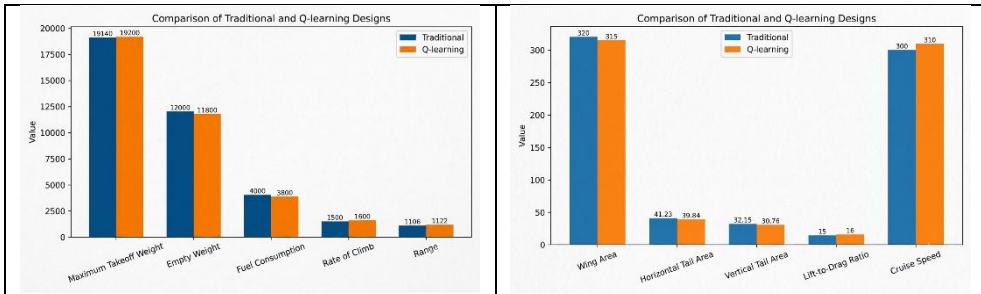 Comparison of Traditional and Q-learning Designs
20000
17500
15000
12500
10000
7500
5000
2500
0
Value
19140 19200
12000 11800
4000 3800
1500 1600
1106 1122
Traditional
Q-learning
Maximum Takeoff Weight
Empty Weight
Fuel Consumption
Rate of Climb
Range
Comparison of Traditional and Q-learning Designs
300
250
200
150
100
50
0
Value
320 315
41.23 39.84
32.15 30.76
15 16
300 310
Traditional
Q-learning
Wing Area
Horizontal Tail Area
Vertical Tail Area
Lift-to-Drag Ratio
Cruise Speed